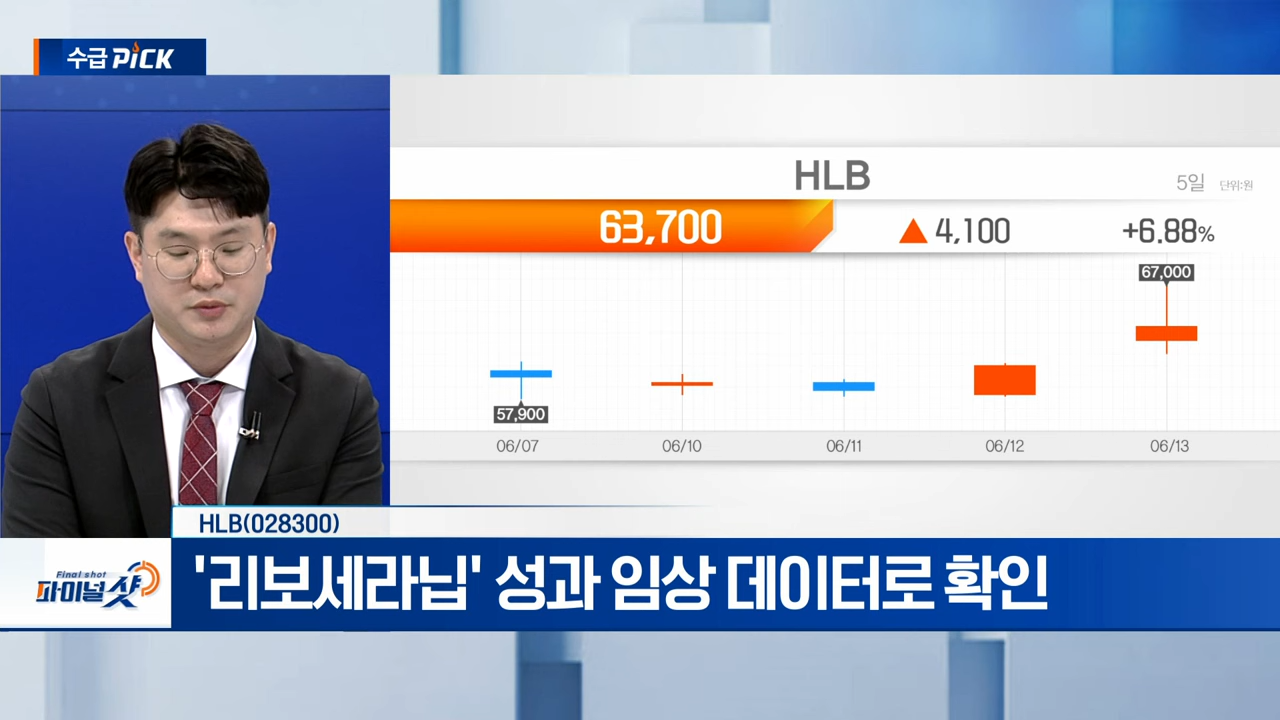 수급 PiCK
HLB
5일 단위:원
63,700 ▲ 4,100 +6.88%
67,000
57,900
06/07 06/10 06/11 06/12 06/13
HLB(028300)
Final shot
파이널샷
'리보세라닙' 성과 임상 데이터로 확인